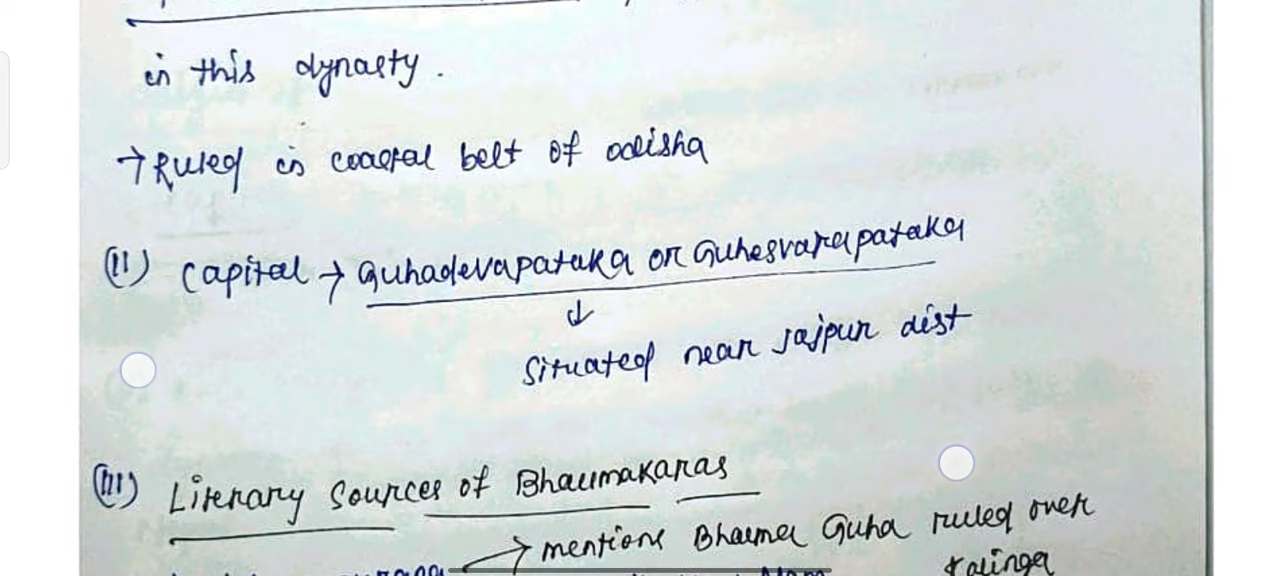 in this dynasty.
→ Ruled in coastal belt of odisha
(II) Capital → Guhadevapataka or Guhesvarapataka
↓
Situated near Jajpur dist
(III) Literary Sources of Bhaumakaras
→ mentions Bhauma Guha ruled over
Kalinga